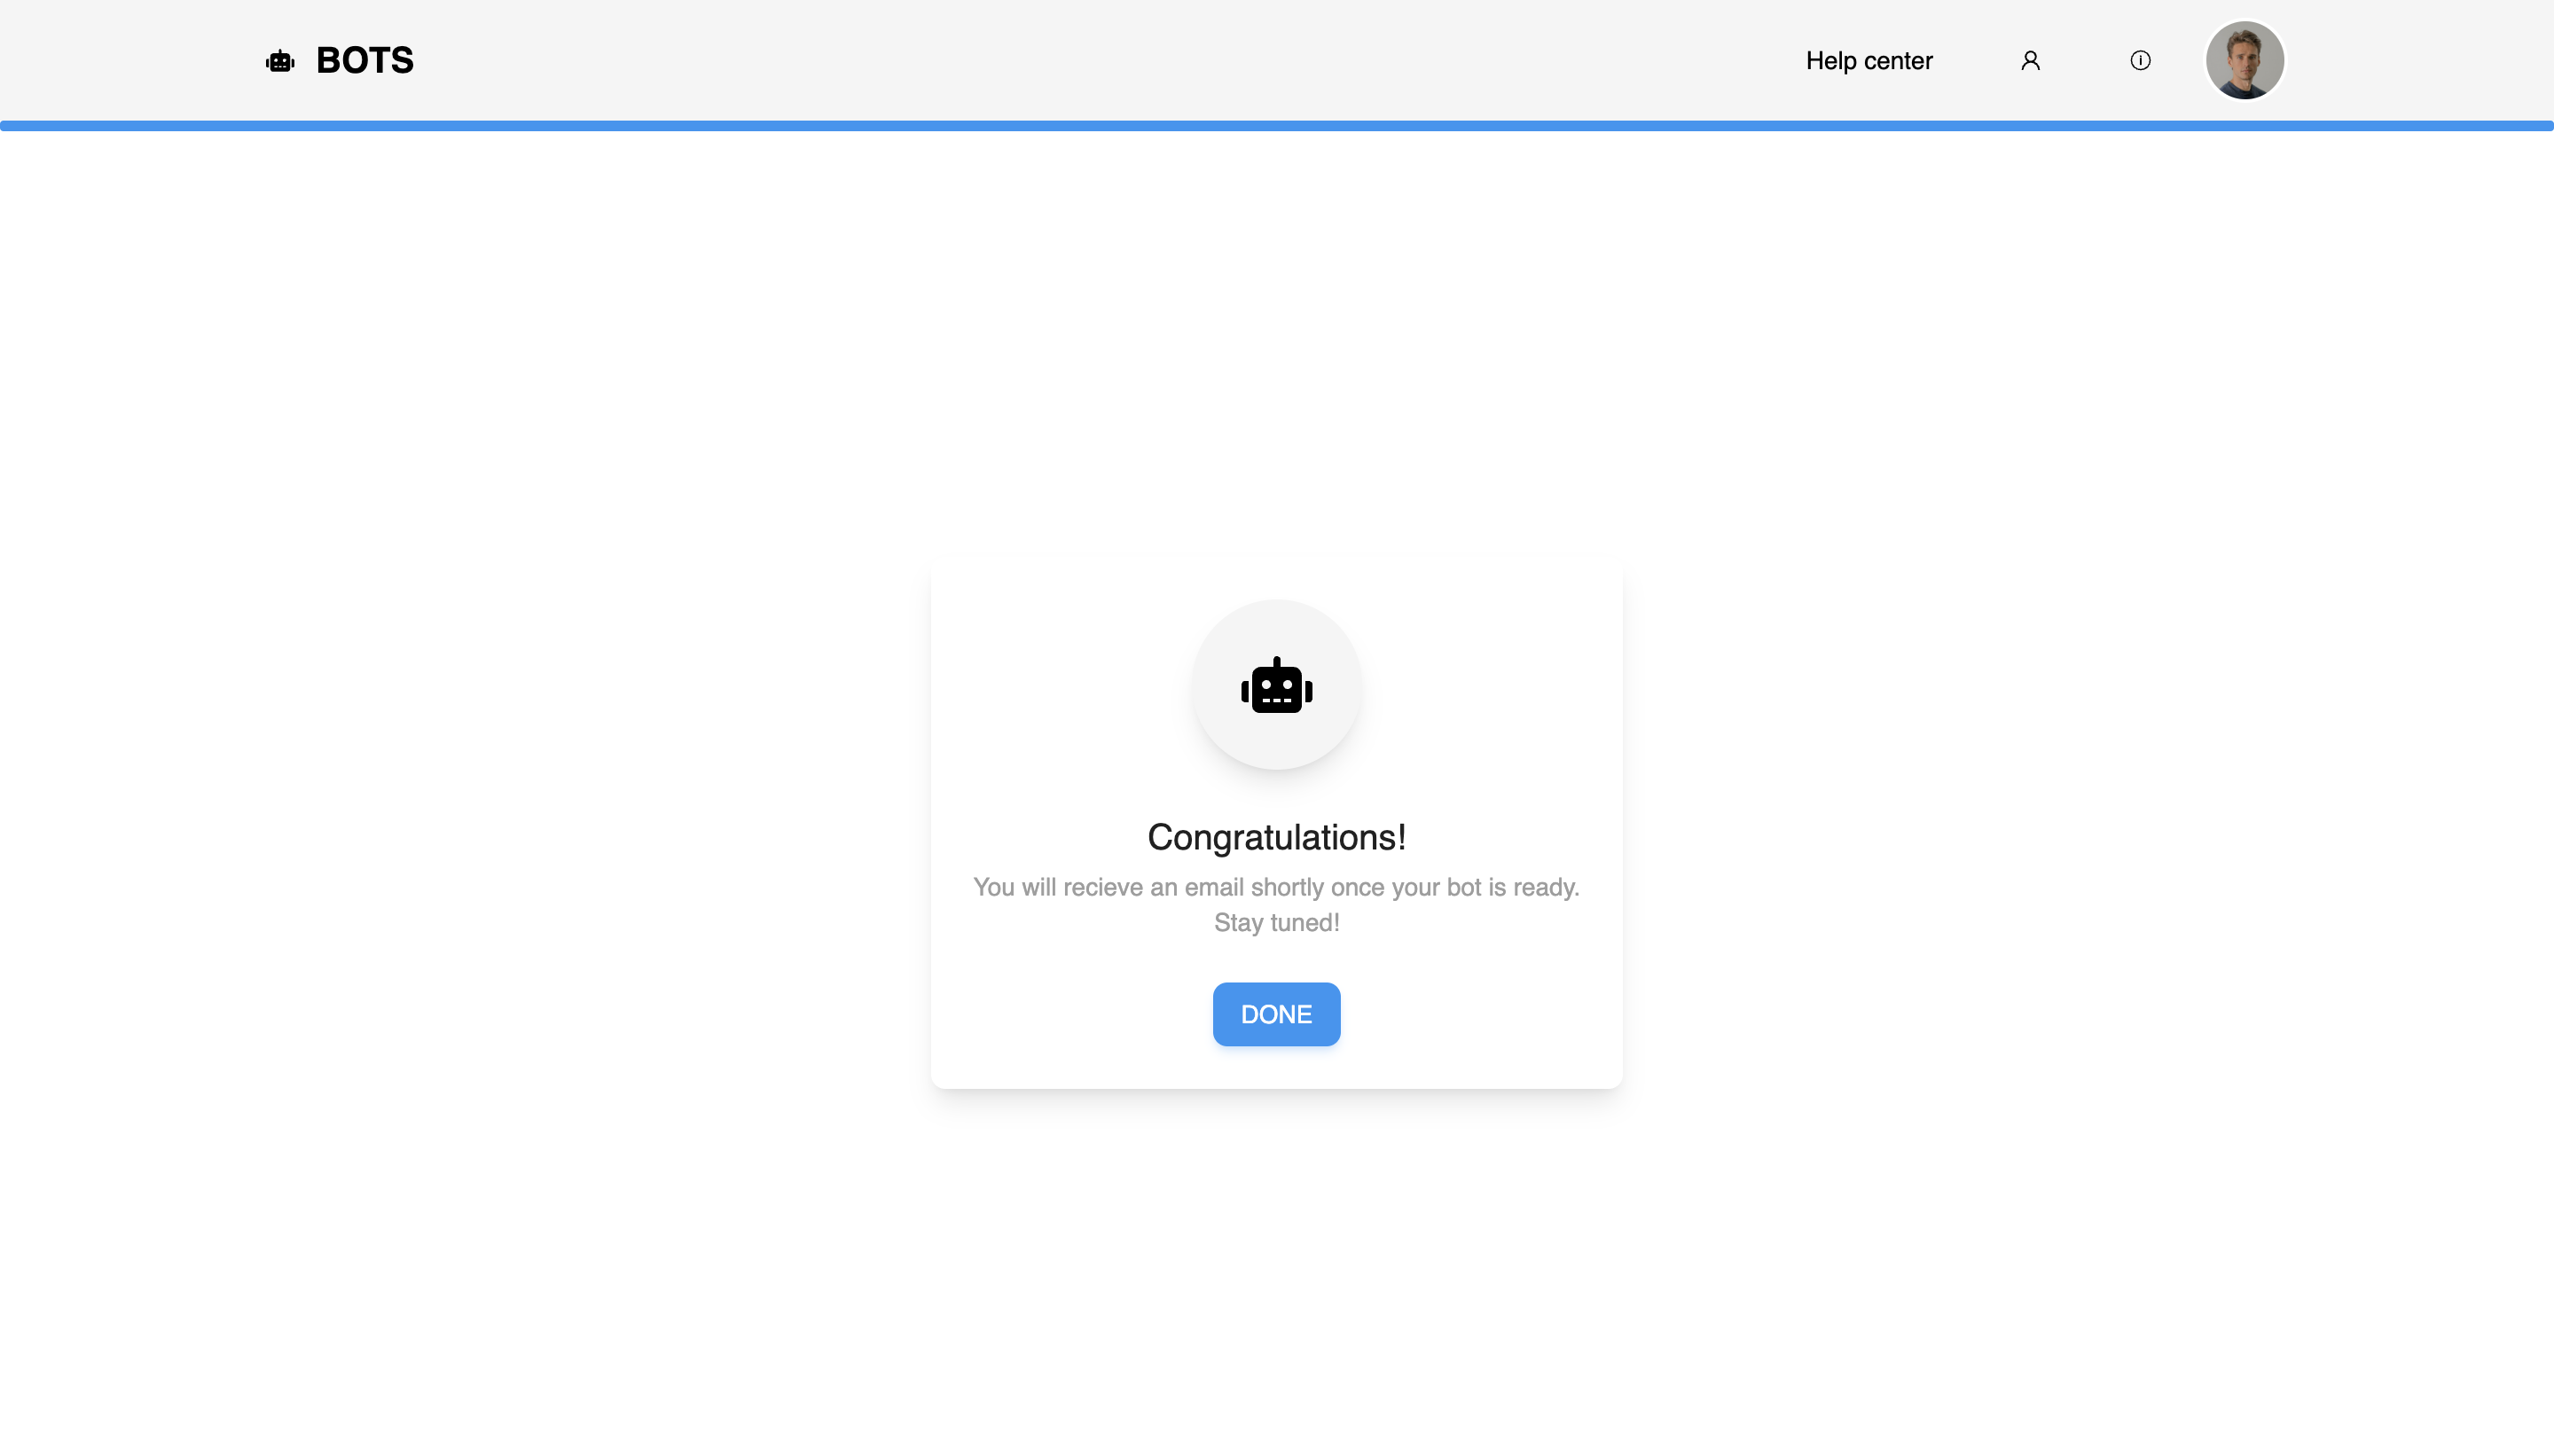 BOTS
Help center
Congratulations!
You will recieve an email shortly once your bot is ready.
Stay tuned!
DONE